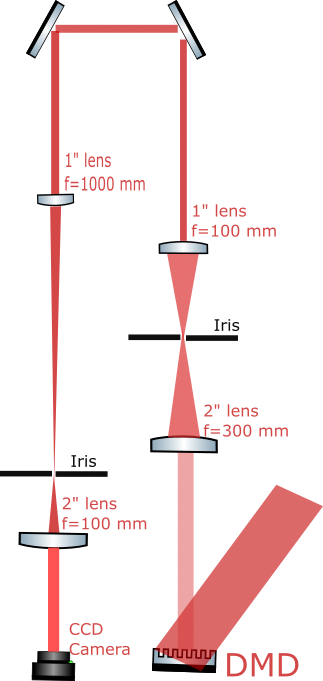 1" lens
f=1000 mm
1" lens
f=100 mm
Iris
2" lens
f=300 mm
Iris
2" lens
f=100 mm
CCD
Camera
DMD